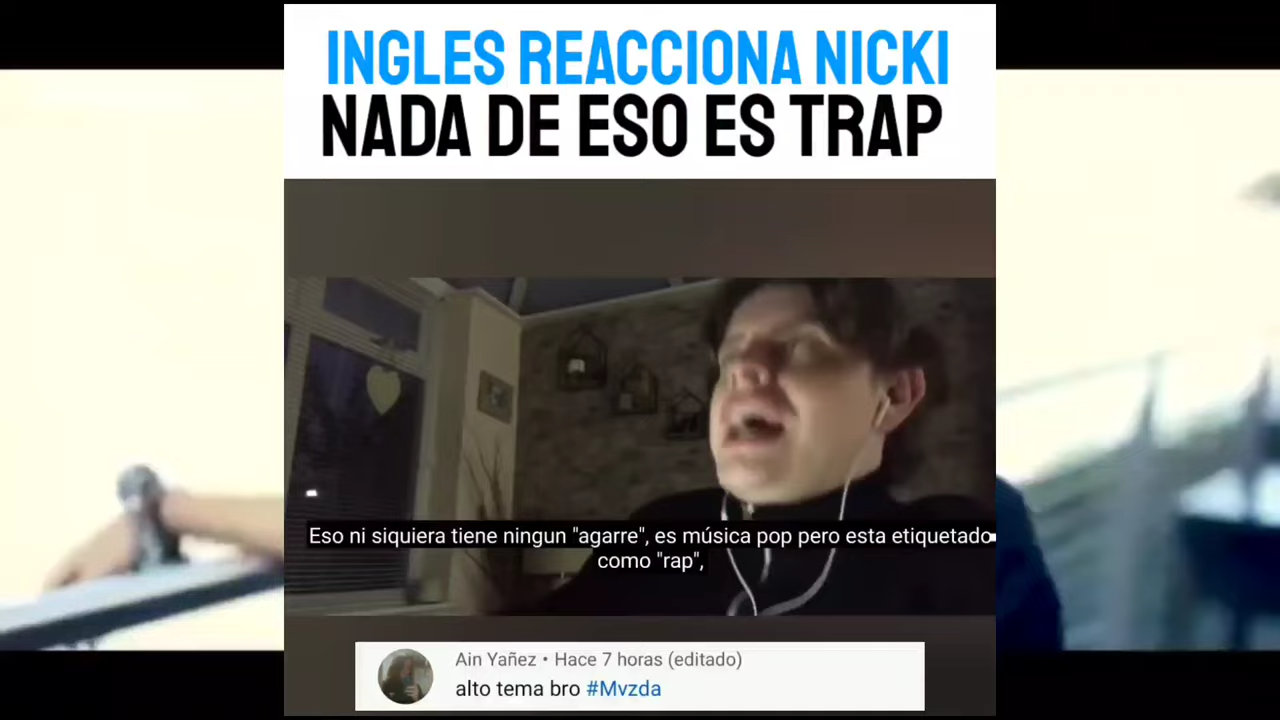 INGLES REACCIONA NICKI
NADA DE ESO ES TRAP
Eso ni siquiera tiene ningun "agarre", es música pop pero esta etiquetado
como "rap",
Ain Yañez • Hace 7 horas (editado)
alto tema bro #Mvzda